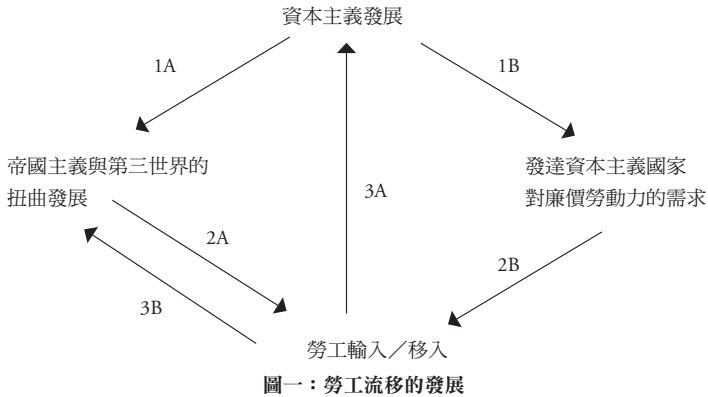 資本主義發展
1A
1B
帝國主義與第三世界的
扭曲發展
發達資本主義國家
對廉價勞動力的需求
3A
2A
2B
3B
勞工輸入／移入
圖一：勞工流移的發展